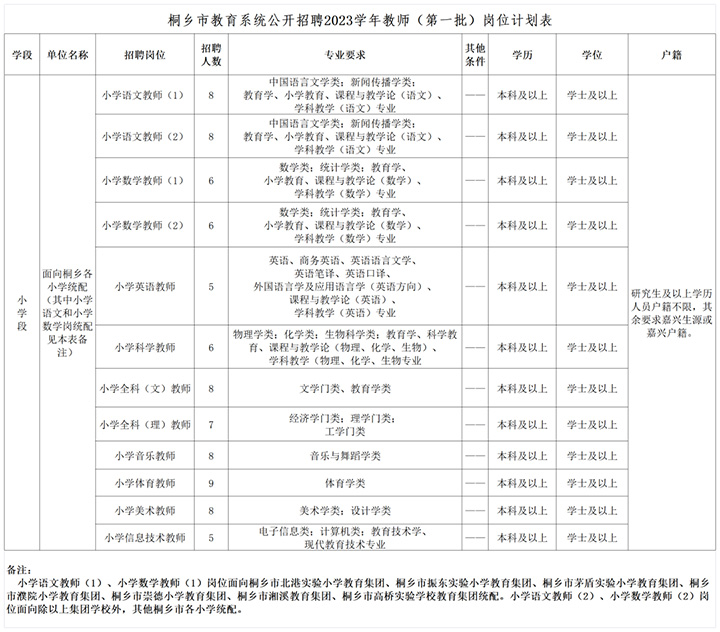 桐乡市教育系统公开招聘2023学年教师（第一批）岗位计划表
学段 单位名称 招聘岗位 招聘人数 专业要求 其他条件 学历 学位 户籍
小学段
面向桐乡各
小学统配
（其中小学
语文和小学
数学岗统配
见本表备
注）
小学语文教师（1） 8 中国语言文学类；新闻传播学类；
教育学、小学教育、课程与教学论（语文）、
学科教学（语文）专业 —— 本科及以上 学士及以上
小学语文教师（2） 8 中国语言文学类；新闻传播学类；
教育学、小学教育、课程与教学论（语文）、
学科教学（语文）专业 —— 本科及以上 学士及以上
小学数学教师（1） 6 数学类；统计学类；教育学、
小学教育、课程与教学论（数学）、
学科教学（数学）专业 —— 本科及以上 学士及以上
小学数学教师（2） 6 数学类；统计学类；教育学、
小学教育、课程与教学论（数学）、
学科教学（数学）专业 —— 本科及以上 学士及以上
小学英语教师 5 英语、商务英语、英语语言文学、
英语笔译、英语口译、
外国语言学及应用语言学（英语方向）、
课程与教学论（英语）、
学科教学（英语）专业 —— 本科及以上 学士及以上
小学科学教师 6 物理学类；化学类；生物科学类；教育学、科学教
育、课程与教学论（物理、化学、生物）、
学科教学（物理、化学、生物专业 —— 本科及以上 学士及以上
小学全科（文）教师 8 文学门类、教育学类 —— 本科及以上 学士及以上
小学全科（理）教师 7 经济学门类；理学门类；
工学门类 —— 本科及以上 学士及以上
小学音乐教师 8 音乐与舞蹈学类 —— 本科及以上 学士及以上
小学体育教师 9 体育学类 —— 本科及以上 学士及以上
小学美术教师 8 美术学类；设计学类 —— 本科及以上 学士及以上
小学信息技术教师 5 电子信息类；计算机类；教育技术学、
现代教育技术专业 —— 本科及以上 学士及以上
研究生及以上学历
人员户籍不限，其
余要求嘉兴生源或
嘉兴户籍。
备注：
小学语文教师（1）、小学数学教师（1）岗位面向桐乡市北港实验小学教育集团、桐乡市振东实验小学教育集团、桐乡市茅盾实验小学教育集团、桐乡
市濮院小学教育集团、桐乡市崇德小学教育集团、桐乡市湘溪教育集团、桐乡市高桥实验学校教育集团统配。小学语文教师（2）、小学数学教师（2）岗
位面向除以上集团学校外，其他桐乡市各小学统配。